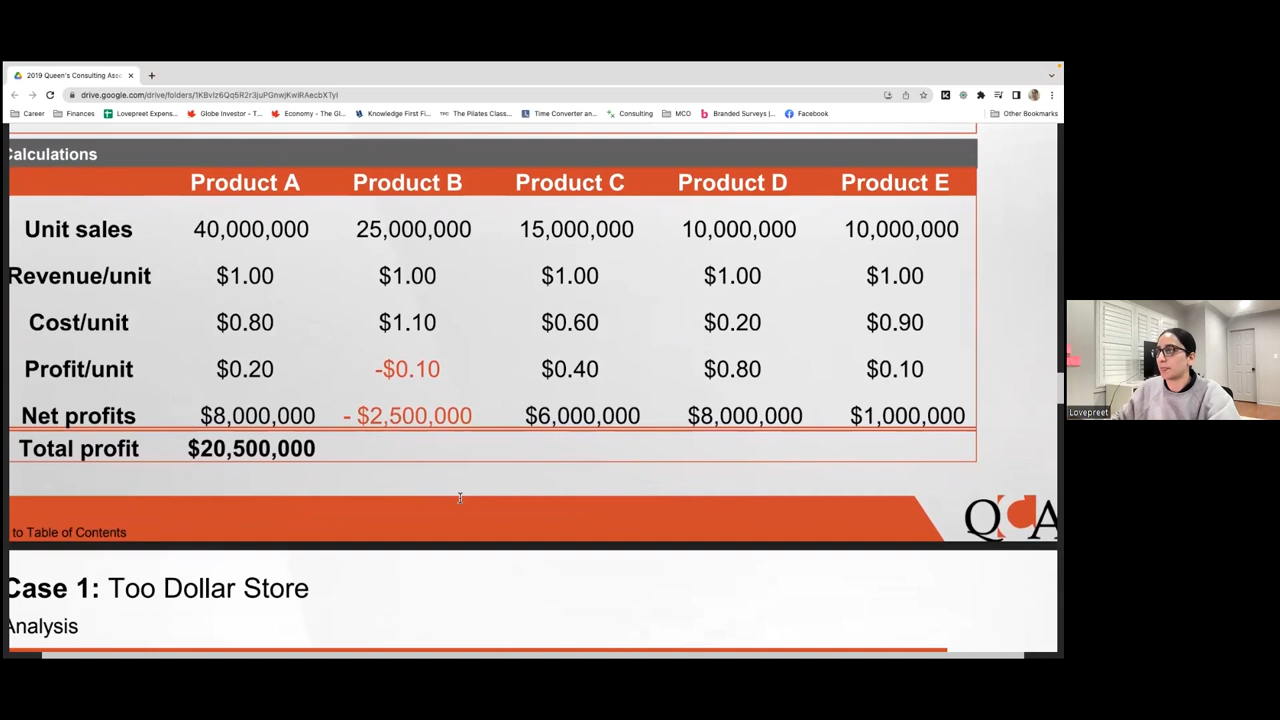 2019 Queen's Consulting Asso
drive.google.com/drive/folders/1KBvIz6Qq5R2r3juPGnwjKwiRAecbXTyI
Career Finances Lovepreet Expens... Globe Investor - T... Economy - The Gl... Knowledge First Fi... TPC The Pilates Class... Time Converter an... Consulting MCO Branded Surveys |... Facebook Other Bookmarks
Calculations
Product A Product B Product C Product D Product E
Unit sales 40,000,000 25,000,000 15,000,000 10,000,000 10,000,000
Revenue/unit $1.00 $1.00 $1.00 $1.00 $1.00
Cost/unit $0.80 $1.10 $0.60 $0.20 $0.90
Profit/unit $0.20 -$0.10 $0.40 $0.80 $0.10
Net profits $8,000,000 - $2,500,000 $6,000,000 $8,000,000 $1,000,000
Total profit $20,500,000
Lovepreet
QCA
to Table of Contents
Case 1: Too Dollar Store
Analysis